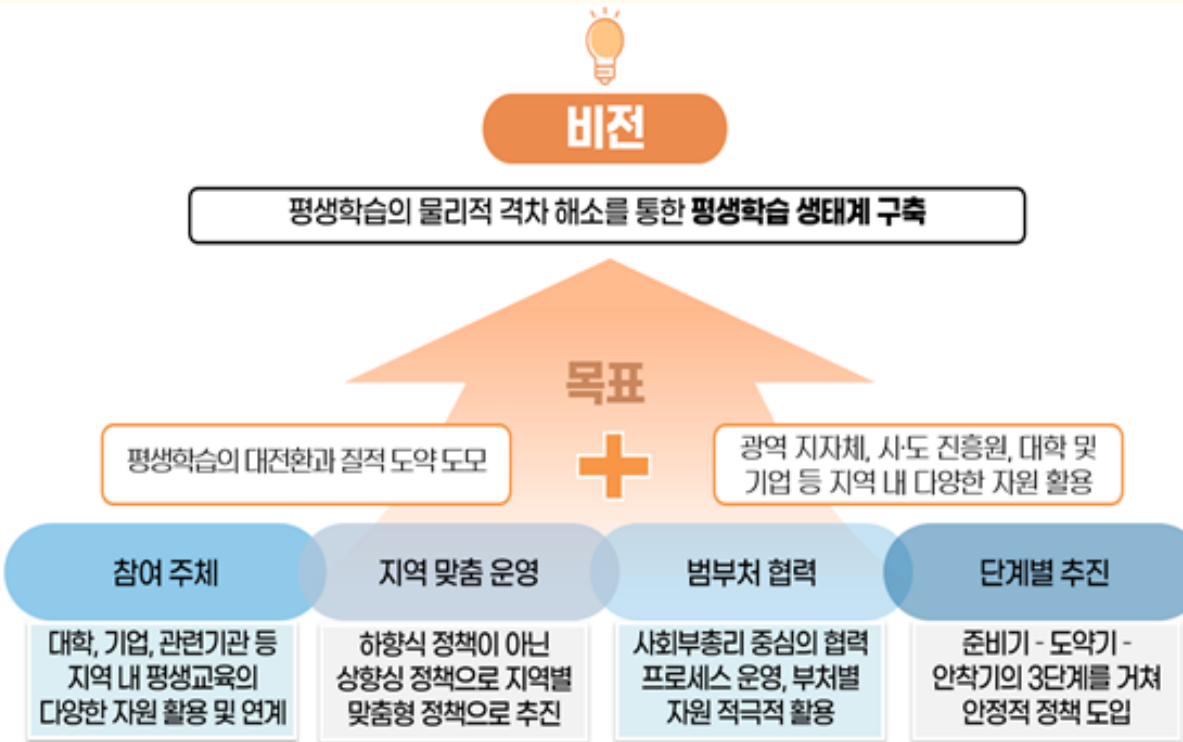 비전
평생학습의 물리적 격차 해소를 통한 평생학습 생태계 구축
목표
평생학습의 대전환과 질적 도약 도모
광역 지자체, 시·도 진흥원, 대학 및
기업 등 지역 내 다양한 자원 활용
참여 주체
대학, 기업, 관련기관 등
지역 내 평생교육의
다양한 자원 활용 및 연계
지역 맞춤 운영
하향식 정책이 아닌
상향싱 정책으로 지역별
맞춤형 정책으로 추진
범부처 협력
사회부총리 중심의 협력
프로세스 운영, 부처별
자원 적극적 활용
단계별 추진
준비기 - 도약기 -
안착기의 3단계를 거쳐
안정적 정책 도입